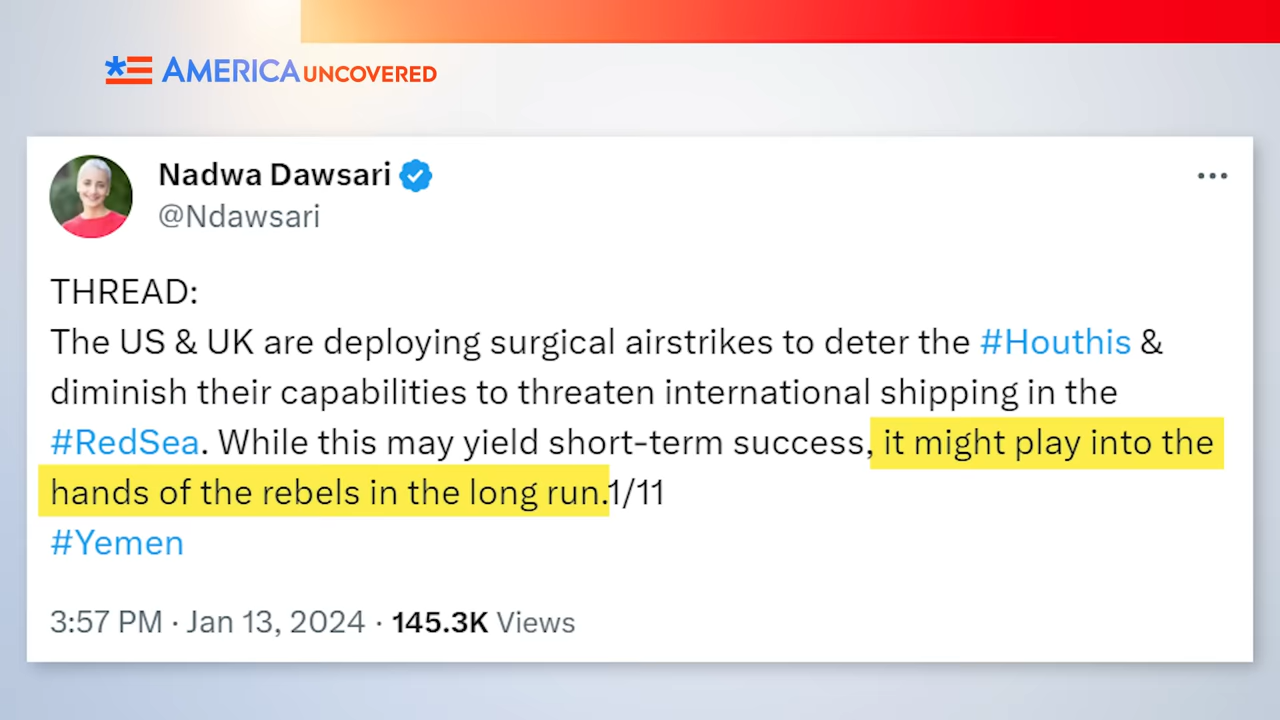 AMERICA UNCOVERED
Nadwa Dawsari
@Ndawsari
THREAD:
The US & UK are deploying surgical airstrikes to deter the #Houthis &
diminish their capabilities to threaten international shipping in the
#RedSea. While this may yield short-term success, it might play into the
hands of the rebels in the long run.1/11
#Yemen
3:57 PM · Jan 13, 2024 · 145.3K Views